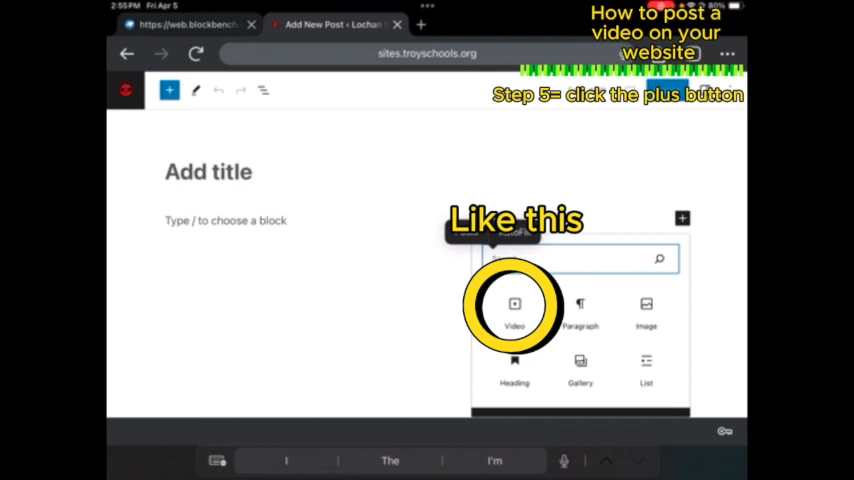 2:55 PM Fri Apr 5
80%
https://web.blockbench.
Add New Post ‹ Lochan S
sites.troyschools.org
How to post a
video on your
website
Step 5= click the plus button
Add title
Type / to choose a block
Like this
AutoFill
Video
Paragraph
Image
Heading
Gallery
List
I
The
I'm